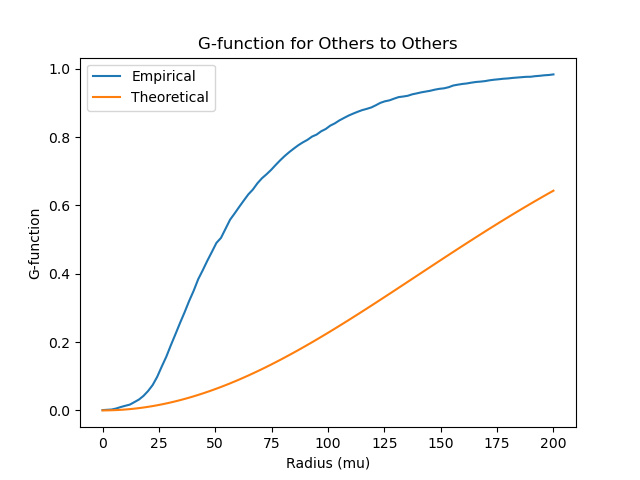 G-function for Others to Others
Empirical
Theoretical
1.0
0.8
0.6
0.4
0.2
0.0
G-function
0 25 50 75 100 125 150 175 200
Radius (mu)